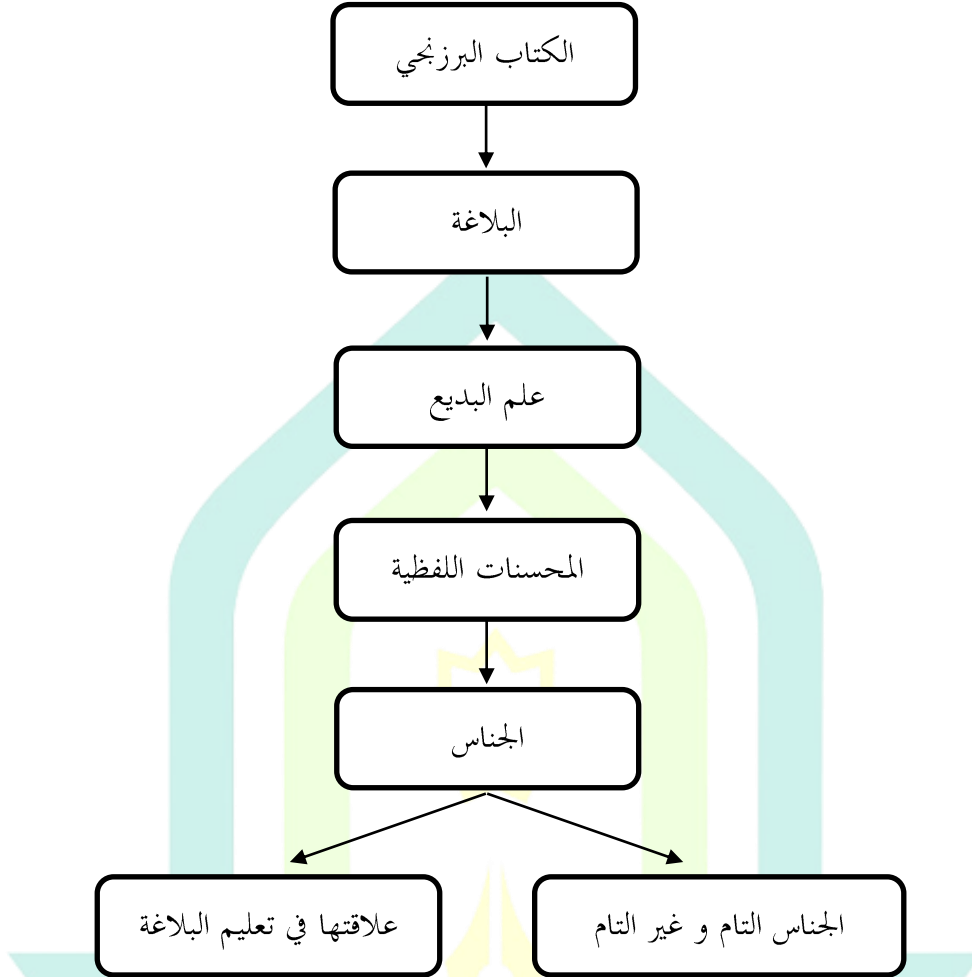 الكتاب البرزنجي
البلاغة
علم البديع
المحسنات اللفظية
الجناس
الجناس التام و غير التام
علاقتها في تعليم البلاغة